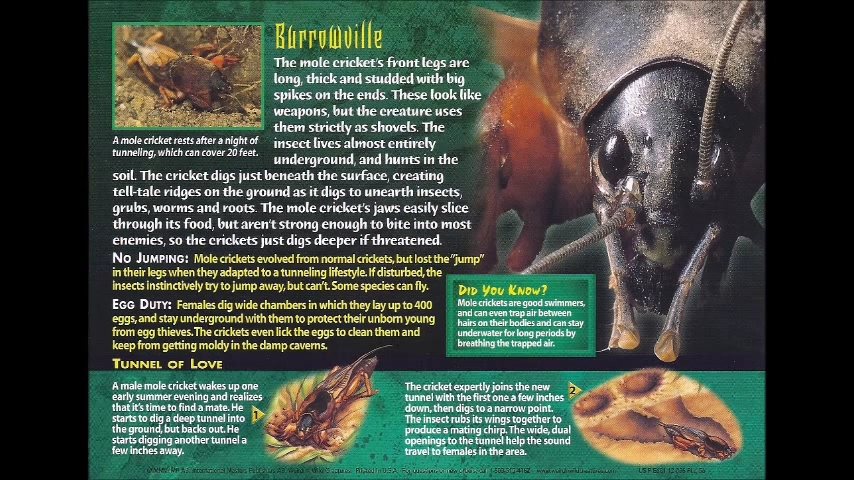 Burrowville
The mole cricket's front legs are
long, thick and studded with big
spikes on the ends. These look like
weapons, but the creature uses
them strictly as shovels. The
insect lives almost entirely
underground, and hunts in the
soil. The cricket digs just beneath the surface, creating
tell-tale ridges on the ground as it digs to unearth insects,
grubs, worms and roots. The mole cricket's jaws easily slice
through its food, but aren't strong enough to bite into most
enemies, so the crickets just dig deeper if threatened.
A mole cricket rests after a night of
tunneling, which can cover 20 feet.
NO JUMPING: Mole crickets evolved from normal crickets, but lost the "jump"
in their legs when they adapted to a tunneling lifestyle. If disturbed, the
insects instinctively try to jump away, but can't. Some species can fly.
EGG DUTY: Females dig wide chambers in which they lay up to 400
eggs, and stay underground with them to protect their unborn young
from egg thieves. The crickets even lick the eggs to clean them and
keep from getting moldy in the damp caverns.
DID YOU KNOW?
Mole crickets are good swimmers,
and can even trap air between
hairs on their bodies and can stay
underwater for long periods by
breathing the trapped air.
TUNNEL OF LOVE
A male mole cricket wakes up one
early summer evening and realizes
that it's time to find a mate. He
starts to dig a deep tunnel into
the ground, but backs out. He
starts digging another tunnel a
few inches away.
1
The cricket expertly joins the new
tunnel with the first one a few inches
down, then digs to a narrow point.
The insect rubs its wings together to
produce a mating chirp. The wide, dual
openings to the tunnel help the sound
travel to females in the area.
2
Printed in U.S.A.